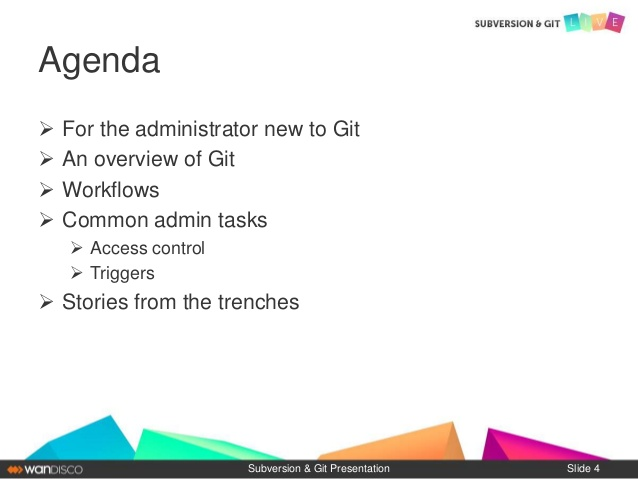 SUBVERSION & GIT LIVE
Agenda
➢ For the administrator new to Git
➢ An overview of Git
➢ Workflows
➢ Common admin tasks
➢ Access control
➢ Triggers
➢ Stories from the trenches
WANDISCO
Subversion & Git Presentation
Slide 4